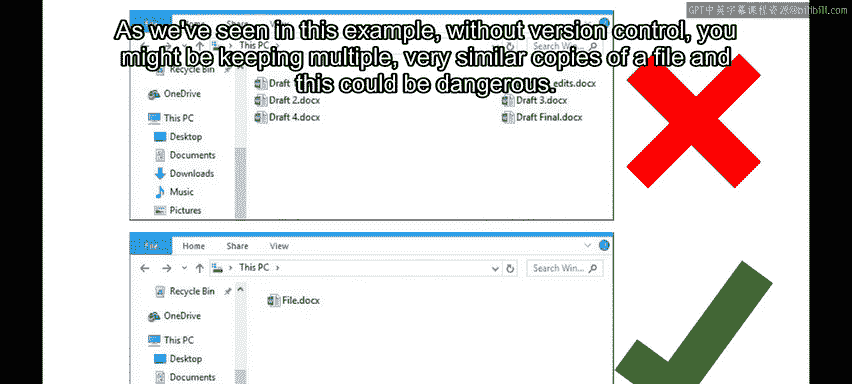 GPT中英字幕课程资源@pinbill.com
As we've seen in this example, without version control, you
might be keeping multiple, very similar copies of a file and
this could be dangerous.
This PC
Search Win...
Recycle Bin
OneDrive
This PC
Desktop
Documents
Downloads
Music
Pictures
Draft
edits.docx
Draft 2.docx
Draft 3.docx
Draft 4.docx
Draft Final.docx
File
Home
Share
View
This PC
Search Win...
Recycle Bin
OneDrive
This PC
Desktop
Documents
File.docx